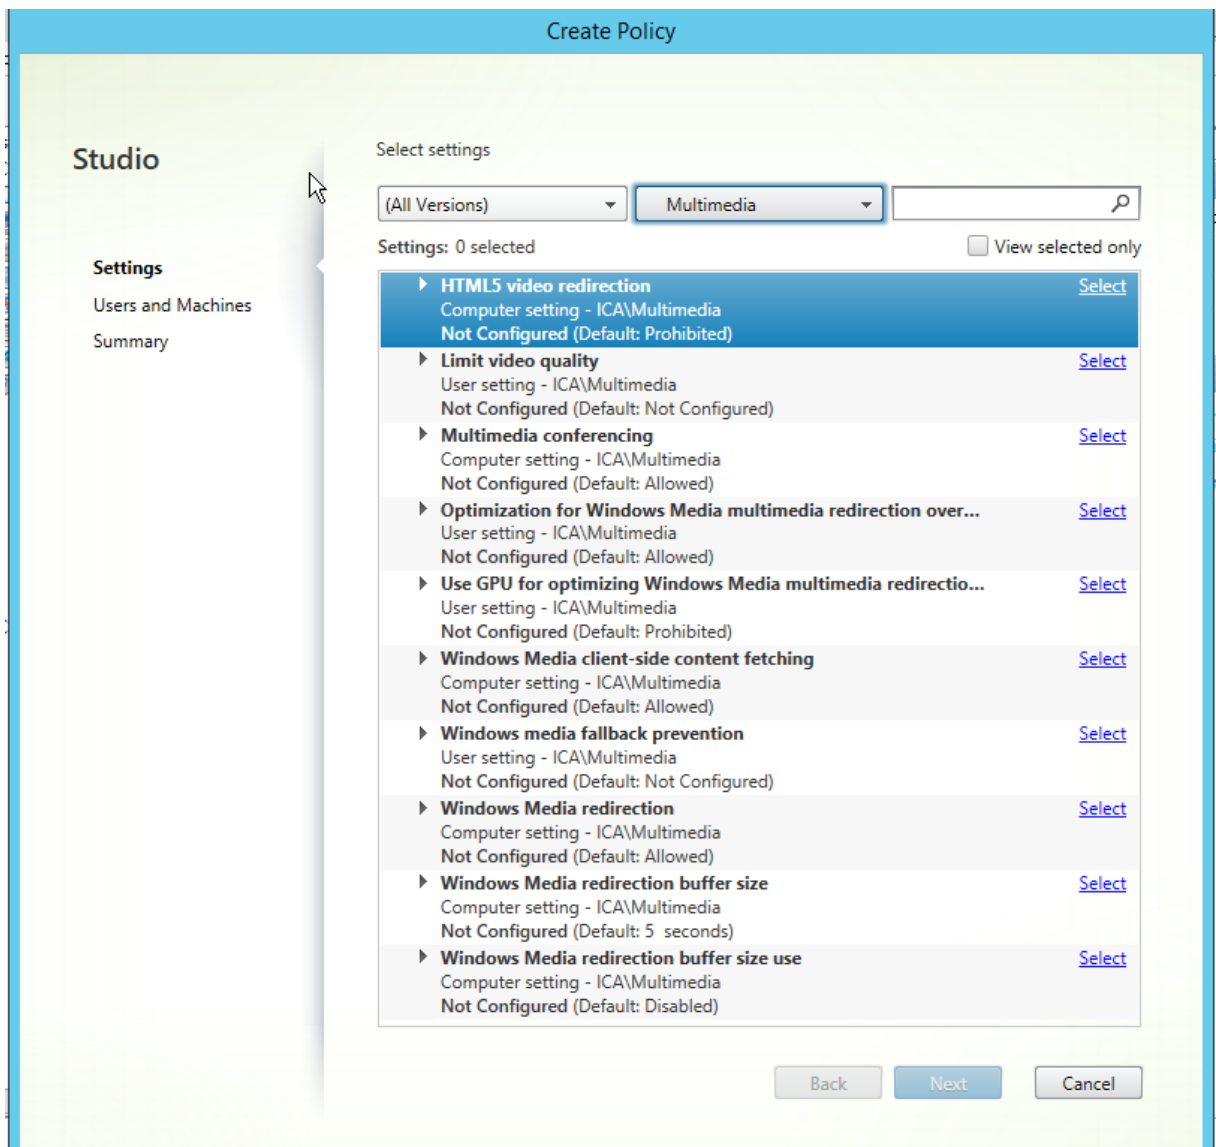 Create Policy
Studio
Settings
Users and Machines
Summary
Select settings
(All Versions)
Multimedia
Settings: 0 selected
View selected only
HTML5 video redirection Select
Computer setting - ICA\Multimedia
Not Configured (Default: Prohibited)
Limit video quality Select
User setting - ICA\Multimedia
Not Configured (Default: Not Configured)
Multimedia conferencing Select
Computer setting - ICA\Multimedia
Not Configured (Default: Allowed)
Optimization for Windows Media multimedia redirection over... Select
User setting - ICA\Multimedia
Not Configured (Default: Allowed)
Use GPU for optimizing Windows Media multimedia redirectio... Select
User setting - ICA\Multimedia
Not Configured (Default: Prohibited)
Windows Media client-side content fetching Select
Computer setting - ICA\Multimedia
Not Configured (Default: Allowed)
Windows media fallback prevention Select
User setting - ICA\Multimedia
Not Configured (Default: Not Configured)
Windows Media redirection Select
Computer setting - ICA\Multimedia
Not Configured (Default: Allowed)
Windows Media redirection buffer size Select
Computer setting - ICA\Multimedia
Not Configured (Default: 5 seconds)
Windows Media redirection buffer size use Select
Computer setting - ICA\Multimedia
Not Configured (Default: Disabled)
Back Next Cancel